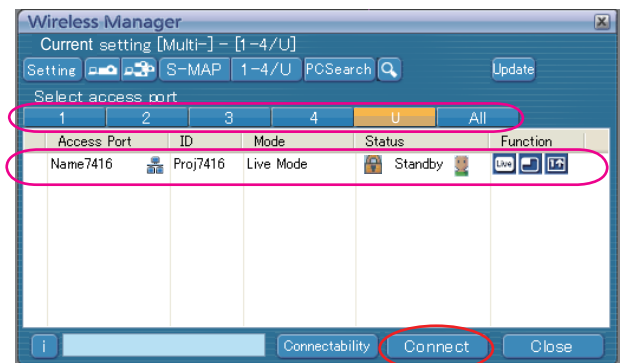 Wireless Manager
Current setting [Multi-] - [1-4/U]
Setting S-MAP 1-4/U PCSearch Update
Select access port
1 2 3 4 U All
Access Port ID Mode Status Function
Name7416 Proj7416 Live Mode Standby Live
i Connectability Connect Close